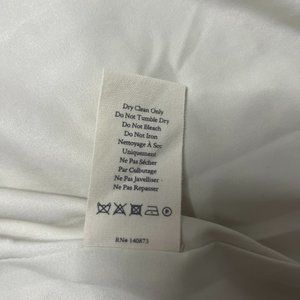 Dry Clean Only
Do Not Tumble Dry
Do Not Bleach
Do Not Iron
Nettoyage À Sec
Uniquement
Ne Pas Sécher
Par Culbutage
Ne Pas Javelliser
Ne Pas Repasser
RN# 140873